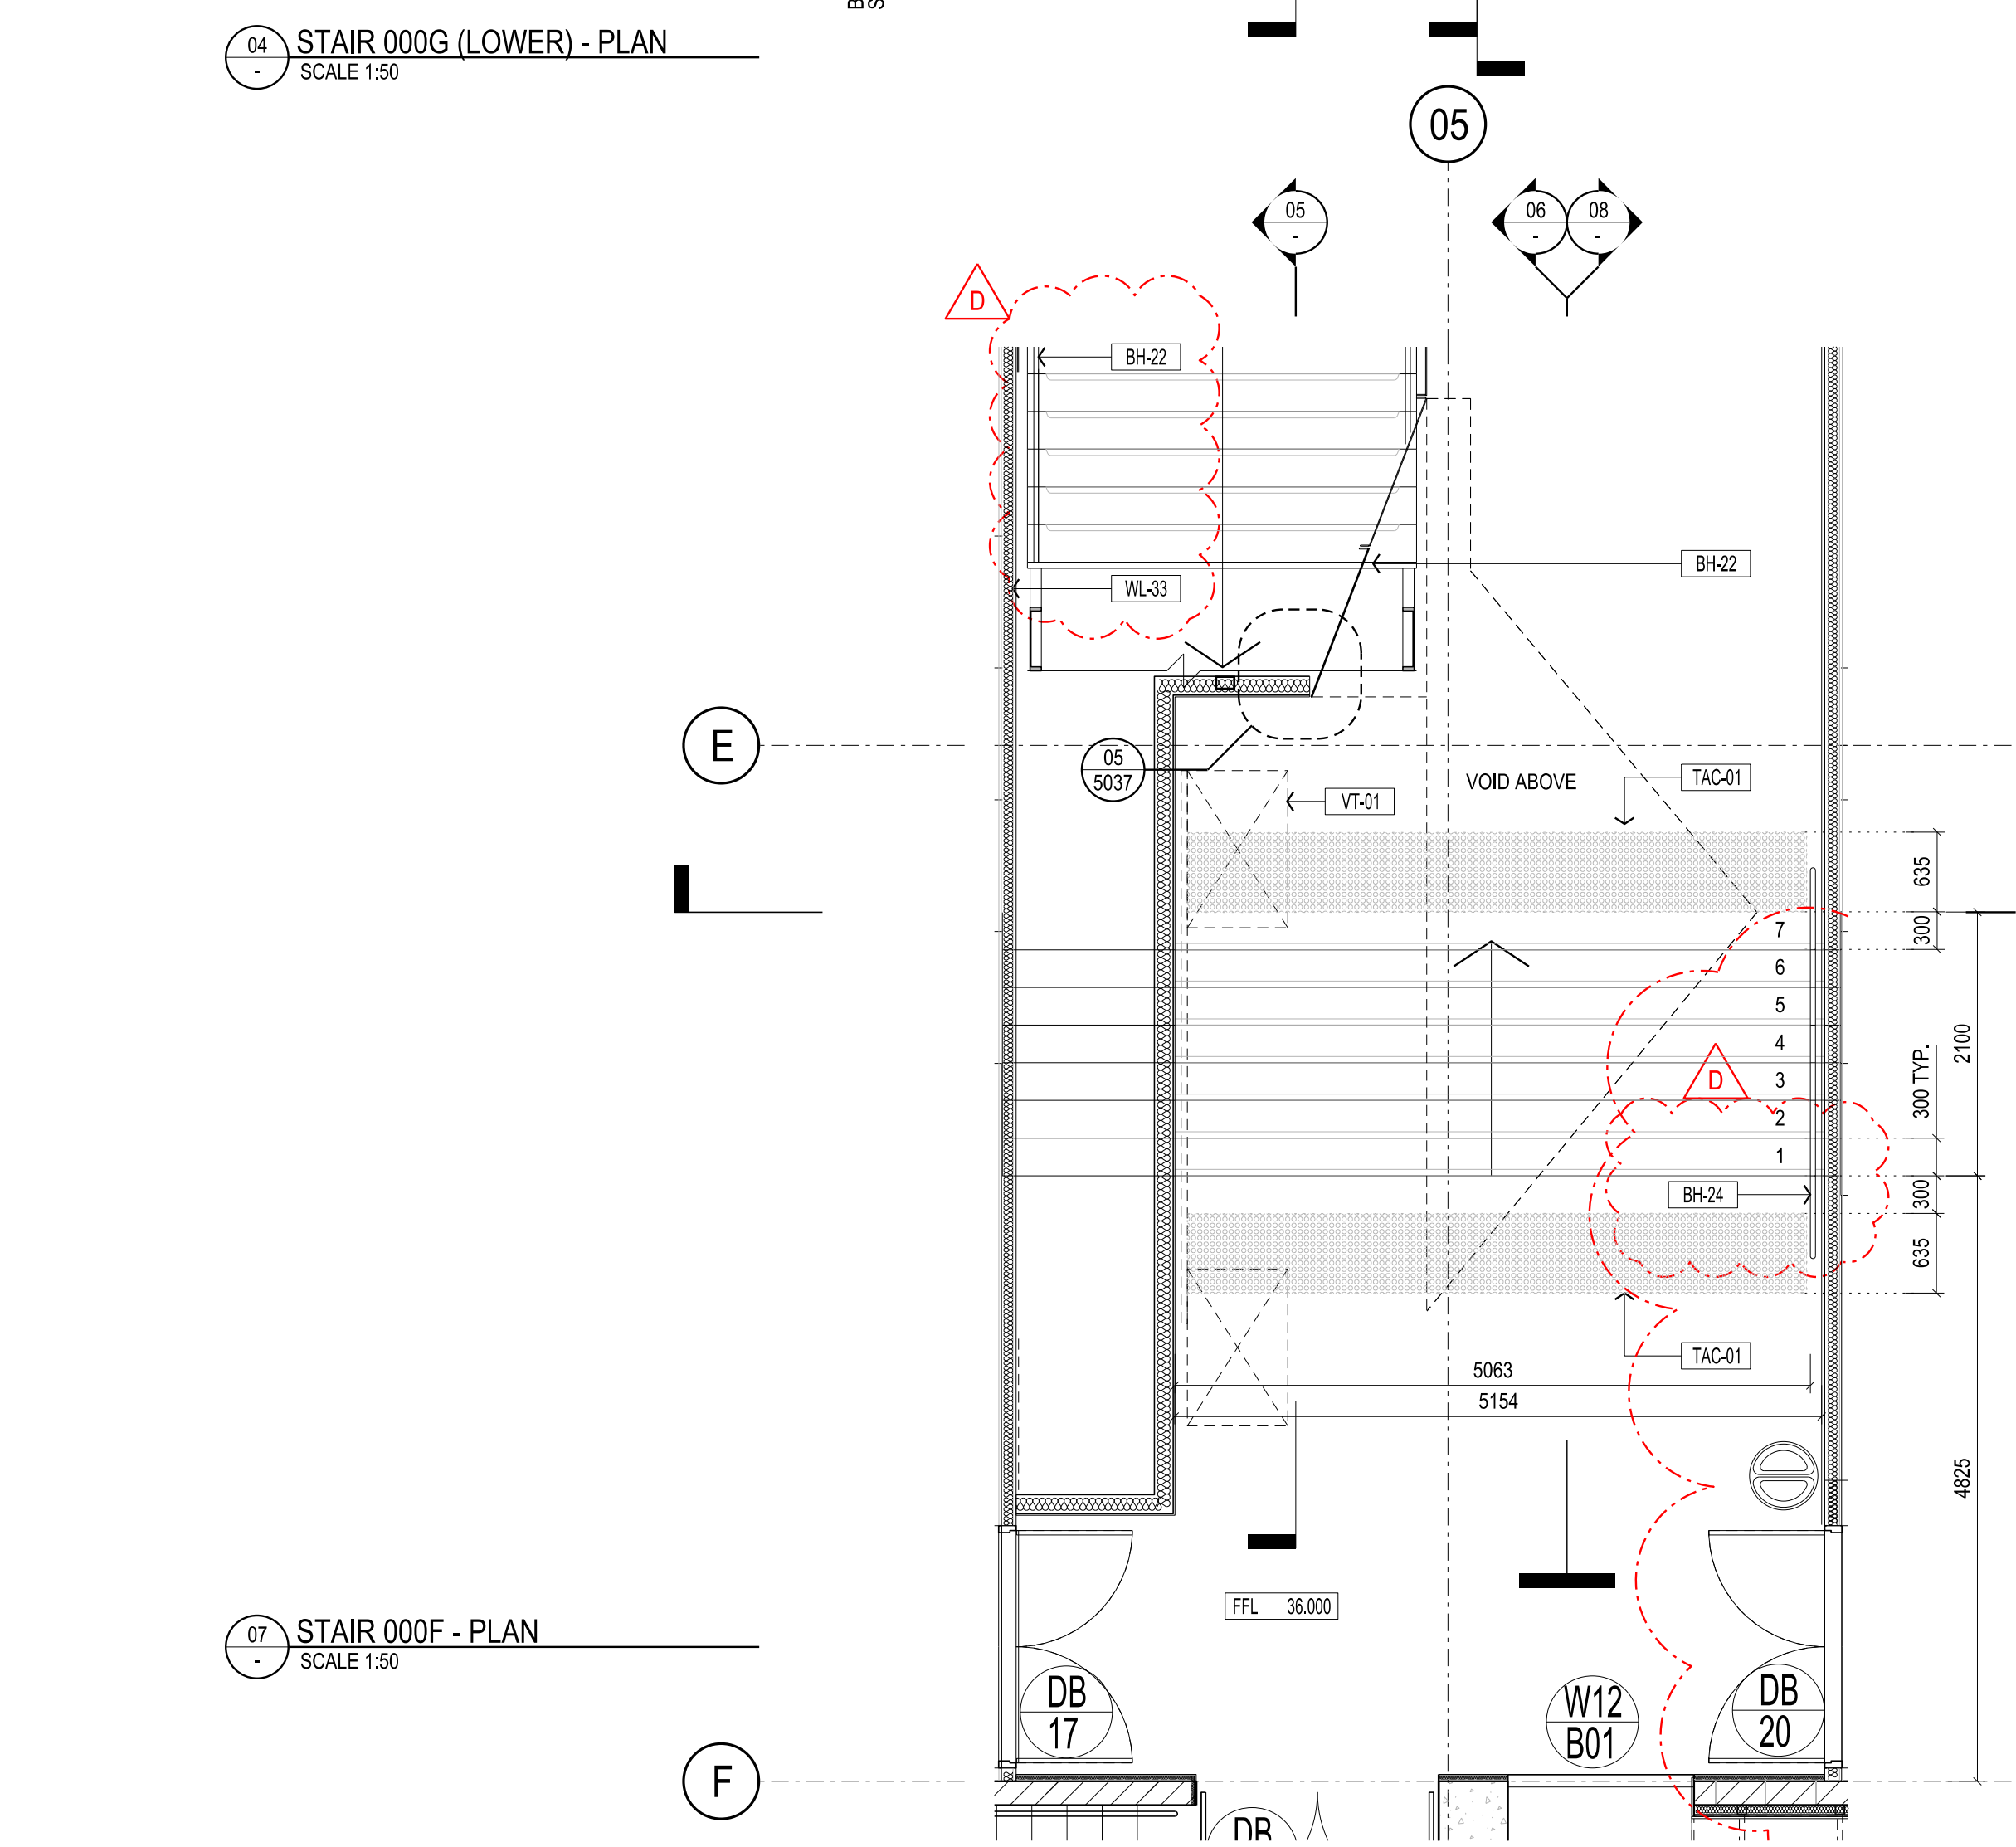 B
S
04
-
STAIR 000G (LOWER) - PLAN
SCALE 1:50
05
05
-
06
-
08
-
D
BH-22
BH-22
WL-33
E
05
5037
VOID ABOVE
TAC-01
VT-01
635
300
7
6
5
4
3
2
1
D
2100
300 TYP.
BH-24
300
635
TAC-01
5063
5154
4825
FFL 36.000
07
-
STAIR 000F - PLAN
SCALE 1:50
DB
17
W12
B01
DB
20
F
DB